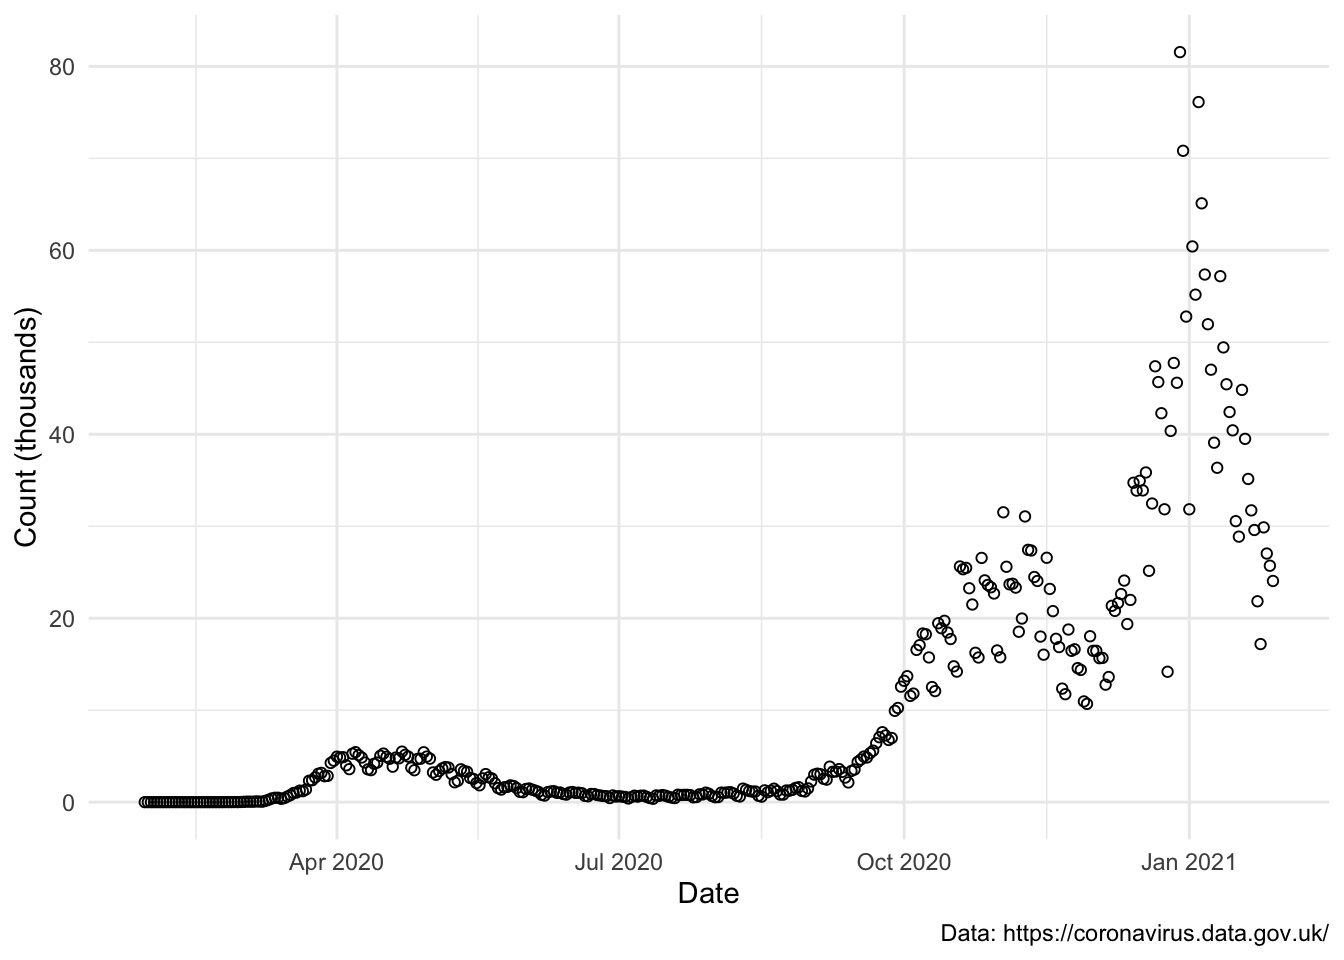 80
60
40
20
0
Count (thousands)
Apr 2020
Jul 2020
Oct 2020
Jan 2021
Date
Data: https://coronavirus.data.gov.uk/